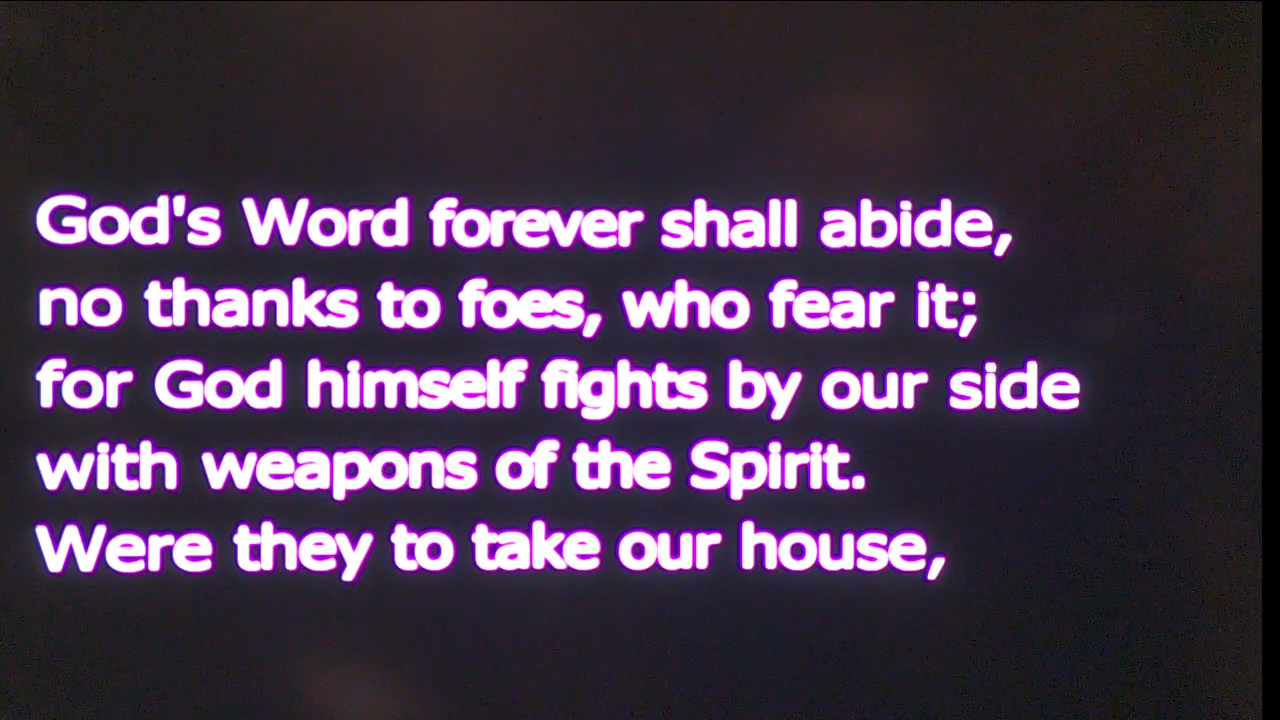 God's Word forever shall abide,
no thanks to foes, who fear it;
for God himself fights by our side
with weapons of the Spirit.
Were they to take our house,